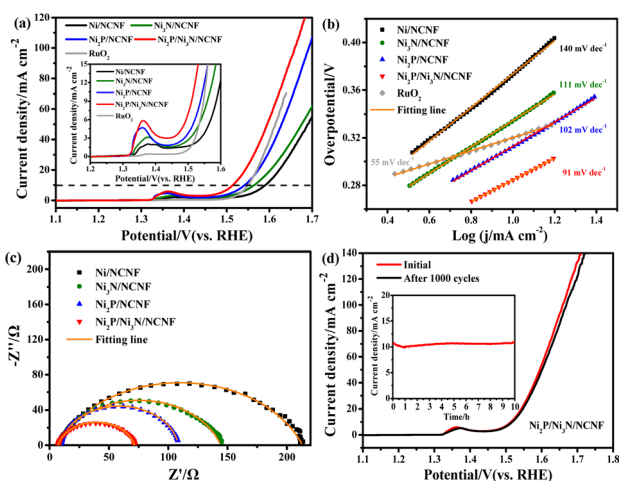 (a)
Ni/NCNF
Ni3N/NCNF
Ni2P/NCNF
Ni2P/Ni3N/NCNF
RuO2
Current density/mA cm-2
120
100
80
60
40
20
0
1.1 1.2 1.3 1.4 1.5 1.6 1.7
Potential/V(vs. RHE)
Ni/NCNF
Ni3N/NCNF
Ni2P/NCNF
Ni2P/Ni3N/NCNF
RuO2
Current density/mA cm-2
15
12
9
6
3
0
1.2 1.3 1.4 1.5 1.6
Potential/V(vs. RHE)
(b)
Ni/NCNF
Ni3N/NCNF
Ni2P/NCNF
Ni2P/Ni3N/NCNF
RuO2
Fitting line
140 mV dec-1
111 mV dec-1
102 mV dec-1
91 mV dec-1
55 mV dec-1
Overpotential/V
0.40
0.36
0.32
0.28
0.4 0.6 0.8 1.0 1.2 1.4
Log (j/mA cm-2)
(c)
Ni/NCNF
Ni3N/NCNF
Ni2P/NCNF
Ni2P/Ni3N/NCNF
Fitting line
-Z''/Ω
200
160
120
80
40
0
0 50 100 150 200
Z'/Ω
(d)
Initial
After 1000 cycles
Current density/mA cm-2
140
120
100
80
60
40
20
0
1.1 1.2 1.3 1.4 1.5 1.6 1.7 1.8
Potential/V(vs. RHE)
Ni2P/Ni3N/NCNF
Current density/mA cm-2
20
15
10
5
0
0 1 2 3 4 5 6 7 8 9 10
Time/h